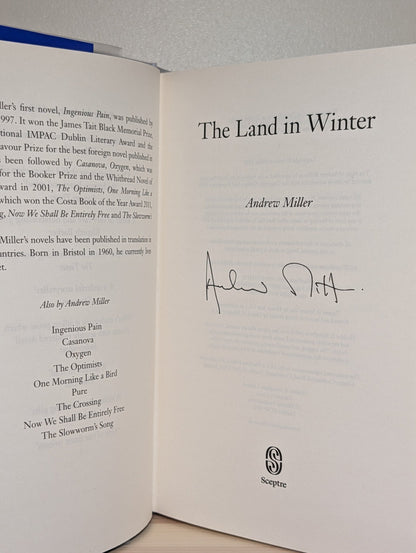 ller's first novel, Ingenious Pain, was published by
1997. It won the James Tait Black Memorial Prize,
ational IMPAC Dublin Literary Award and the
avour Prize for the best foreign novel published in
s been followed by Casanova, Oxygen, which was
for the Booker Prize and the Whitbread Novel of
ward in 2001, The Optimists, One Morning Like a
which won the Costa Book of the Year Award 2011,
g, Now We Shall Be Entirely Free and The Slowworm's
Miller's novels have been published in translation in
untries. Born in Bristol in 1960, he currently lives
et.
Also by Andrew Miller
Ingenious Pain
Casanova
Oxygen
The Optimists
One Morning Like a Bird
Pure
The Crossing
Now We Shall Be Entirely Free
The Slowworm's Song
The Land in Winter
Andrew Miller
S
Sceptre